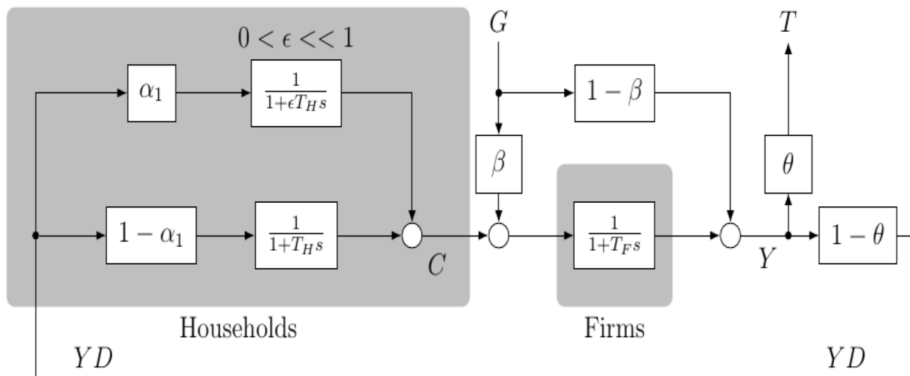 0 < ϵ << 1
G
T
α₁
1/(1+ϵT_H s)
1 − β
β
θ
1 − α₁
1/(1+T_H s)
C
1/(1+T_F s)
Y
1 − θ
Households
Firms
YD
YD